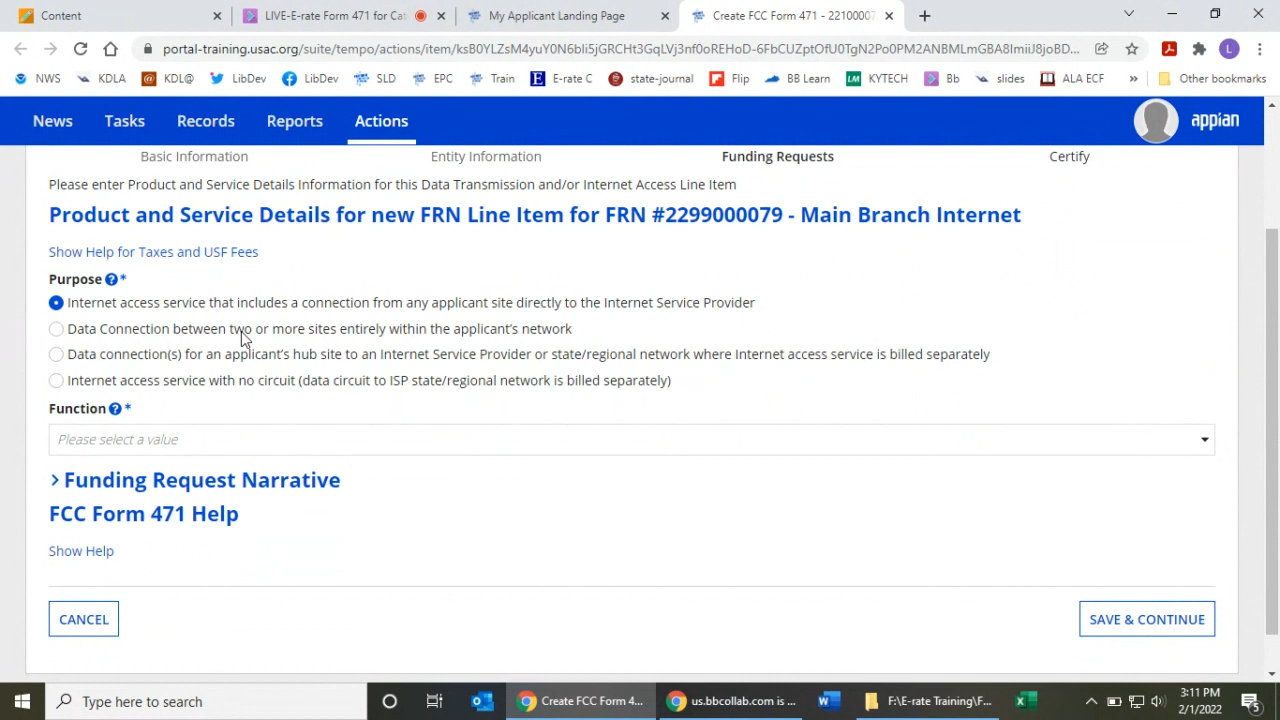 Content
LIVE-E-rate Form 471 for Cat
My Applicant Landing Page
Create FCC Form 471 - 22100007
portal-training.usac.org/suite/tempo/actions/item/
NWS
KDLA
KDL@
LibDev
LibDev
SLD
EPC
Train
E-rate C
state-journal
Flip
BB Learn
KYTECH
Bb
slides
ALA ECF
»
Other bookmarks
News
Tasks
Records
Reports
Actions
appian
Basic Information
Entity Information
Funding Requests
Certify
Please enter Product and Service Details Information for this Data Transmission and/or Internet Access Line Item
Product and Service Details for new FRN Line Item for FRN #2299000079 - Main Branch Internet
Show Help for Taxes and USF Fees
Purpose ? *
Internet access service that includes a connection from any applicant site directly to the Internet Service Provider
Data Connection between two or more sites entirely within the applicant's network
Data connection(s) for an applicant's hub site to an Internet Service Provider or state/regional network where Internet access service is billed separately
Internet access service with no circuit (data circuit to ISP state/regional network is billed separately)
Function ? *
Please select a value
Funding Request Narrative
FCC Form 471 Help
Show Help
CANCEL
SAVE & CONTINUE
Type here to search
Create FCC Form 4...
us.bbcollab.com is ...
F:\E-rate Training\F...
3:11 PM
2/1/2022
5